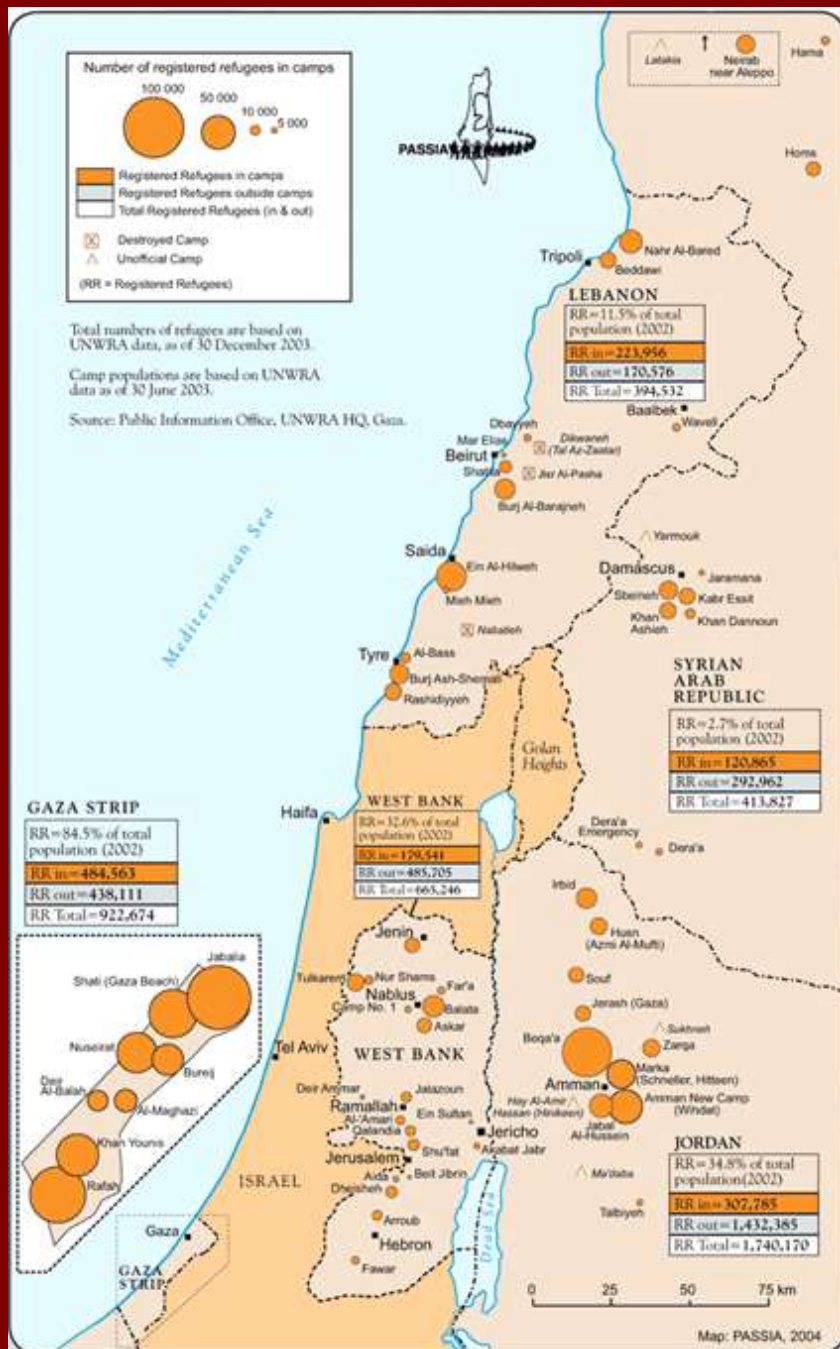 Number of registered refugees in camps
100 000
50 000
10 000
5 000
Registered Refugees in camps
Registered Refugees outside camps
Total Registered Refugees (in & out)
Destroyed Camp
Unofficial Camp
(RR = Registered Refugees)
Total numbers of refugees are based on
UNWRA data, as of 30 December 2003.
Camp populations are based on UNWRA
data as of 30 June 2003.
Source: Public Information Office, UNWRA HQ, Gaza.
PASSIA
Latakia
Neirab
near Aleppo
Hama
Homs
Mediterranean Sea
Tripoli
Nahr Al-Bared
Beddawi
LEBANON
RR=11.5% of total
population (2002)
RR in=223,956
RR out=170,576
RR Total=394,532
Baalbek
Wavell
Dbayyeh
Mar Elias
Dikwaneh
(Tal Az-Zaatar)
Beirut
Shatila
Jisr Al-Pasha
Burj Al-Barajneh
Saida
Ein Al-Hilweh
Mieh Mieh
Nabatieh
Tyre
Al-Bass
Burj Ash-Shemali
Rashidiyyeh
Yarmouk
Damascus
Jaramana
Sbeineh
Kabr Essit
Khan
Ashieh
Khan Dannoun
SYRIAN
ARAB
REPUBLIC
RR=2.7% of total
population (2002)
RR in=120,865
RR out=292,962
RR Total=413,827
Golan
Heights
Dera'a
Emergency
Dera'a
Haifa
WEST BANK
RR=32.6% of total
population (2002)
RR in=179,541
RR out=485,705
RR Total=665,246
GAZA STRIP
RR=84.5% of total
population (2002)
RR in=484,563
RR out=438,111
RR Total=922,674
Jabalia
Shati (Gaza Beach)
Nuseirat
Bureij
Deir
Al-Balah
Al-Maghazi
Khan Younis
Rafah
Jenin
Tulkarem
Nur Shams
Far'a
Nablus
Camp No. 1
Balata
Askar
Tel Aviv
WEST BANK
Deir Ammar
Jalazoun
Ramallah
Al-'Amari
Ein Sultan
Qalandia
Jericho
Shu'fat
Akabat Jabr
Jerusalem
Aida
Beit Jibrin
Dheisheh
Arroub
Hebron
Fawar
ISRAEL
Dead Sea
Gaza
GAZA
STRIP
Irbid
Husn
(Azmi Al-Mufti)
Souf
Jerash (Gaza)
Sukhneh
Baqa'a
Zarqa
Marka
(Schneller, Hitteen)
Amman
Hay Al-Amir
Hassan (Hnikeen)
Amman New Camp
(Wihdat)
Jabal
Al-Hussein
Ma'daba
Talbiyeh
JORDAN
RR=34.8% of total
population(2002)
RR in=307,785
RR out=1,432,385
RR Total=1,740,170
0 25 50 75 km
Map: PASSIA, 2004